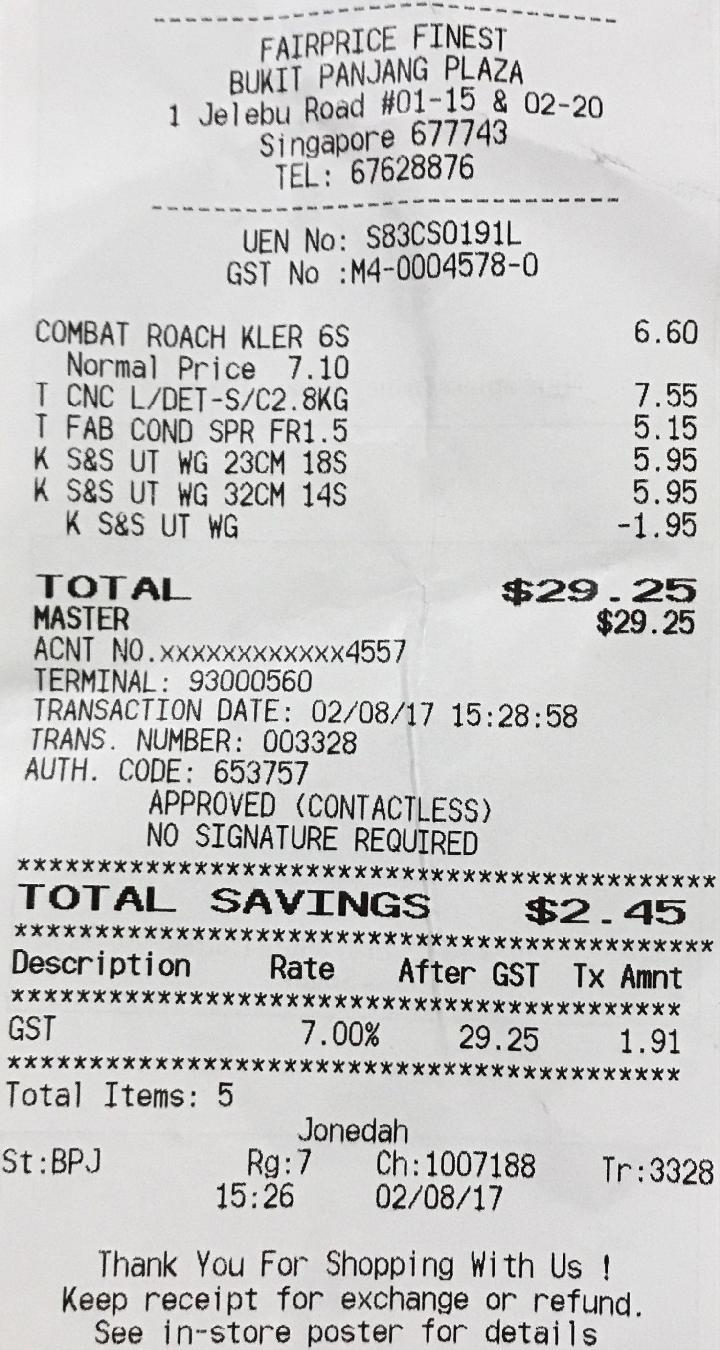 FAIRPRICE FINEST
BUKIT PANJANG PLAZA
1 Jelebu Road #01-15 & 02-20
Singapore 677743
TEL: 67628876
UEN No: S83CS0191L
GST No :M4-0004578-0
COMBAT ROACH KLER 6S 6.60
Normal Price 7.10
T CNC L/DET-S/C2.8KG 7.55
T FAB COND SPR FR1.5 5.15
K S&S UT WG 23CM 18S 5.95
K S&S UT WG 32CM 14S 5.95
K S&S UT WG -1.95
TOTAL $29.25
MASTER $29.25
ACNT NO.xxxxxxxxxxxx4557
TERMINAL: 93000560
TRANSACTION DATE: 02/08/17 15:28:58
TRANS. NUMBER: 003328
AUTH. CODE: 653757
APPROVED (CONTACTLESS)
NO SIGNATURE REQUIRED
********************************************
TOTAL SAVINGS $2.45
********************************************
Description Rate After GST Tx Amnt
******************************************
GST 7.00% 29.25 1.91
******************************************
Total Items: 5
Jonedah
St:BPJ Rg:7 Ch:1007188 Tr:3328
15:26 02/08/17
Thank You For Shopping With Us !
Keep receipt for exchange or refund.
See in-store poster for details